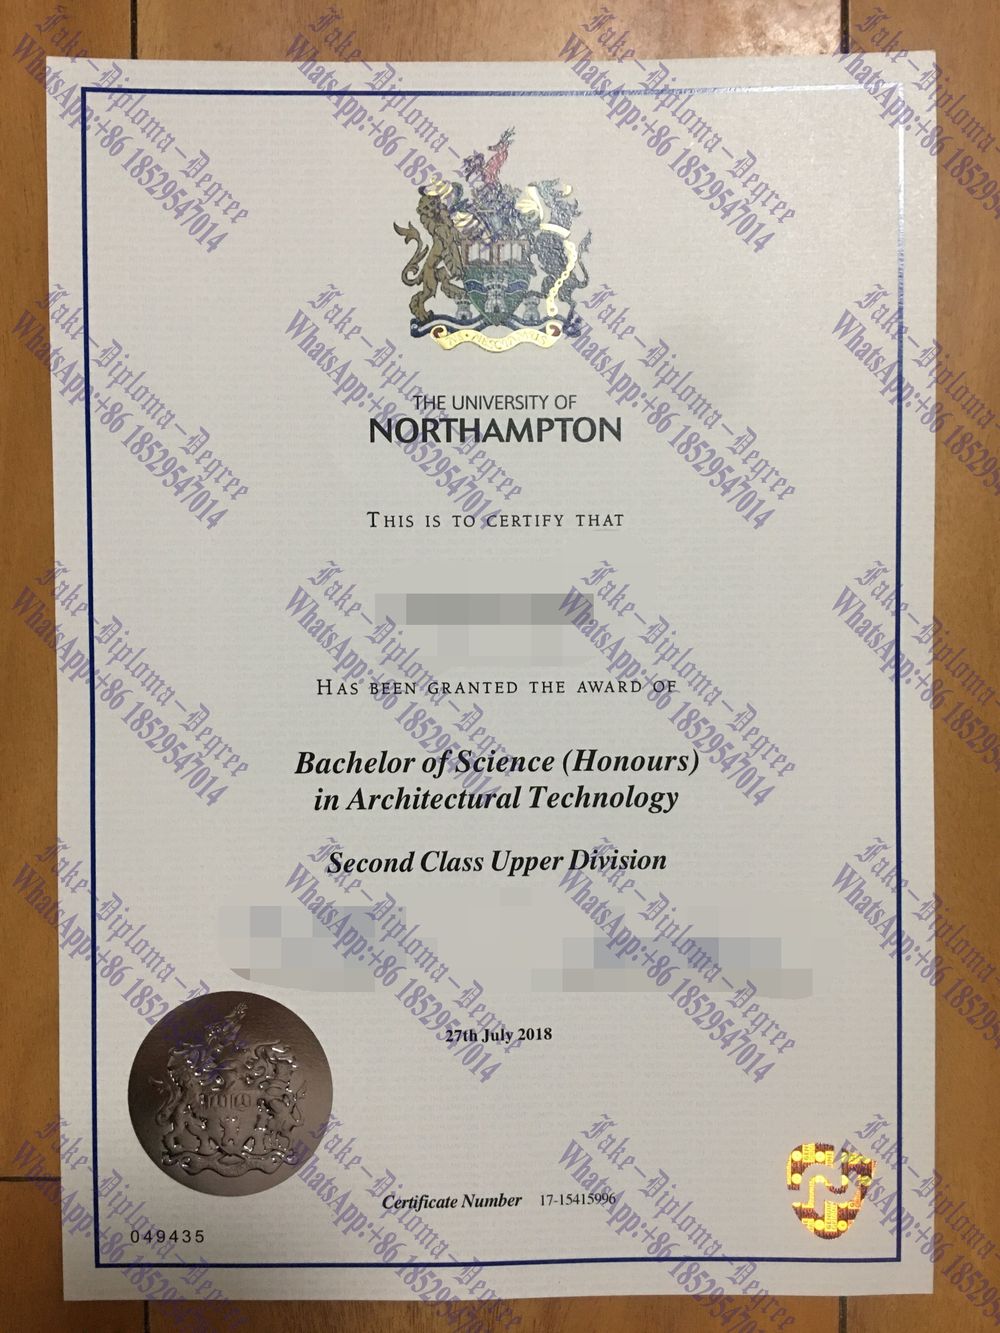 THE UNIVERSITY OF
NORTHAMPTON
THIS IS TO CERTIFY THAT
HAS BEEN GRANTED THE AWARD OF
Bachelor of Science (Honours)
in Architectural Technology
Second Class Upper Division
27th July 2018
Certificate Number 17-15415996
049435
Fake-Diploma-Degree
WhatsApp:+86 18529547014